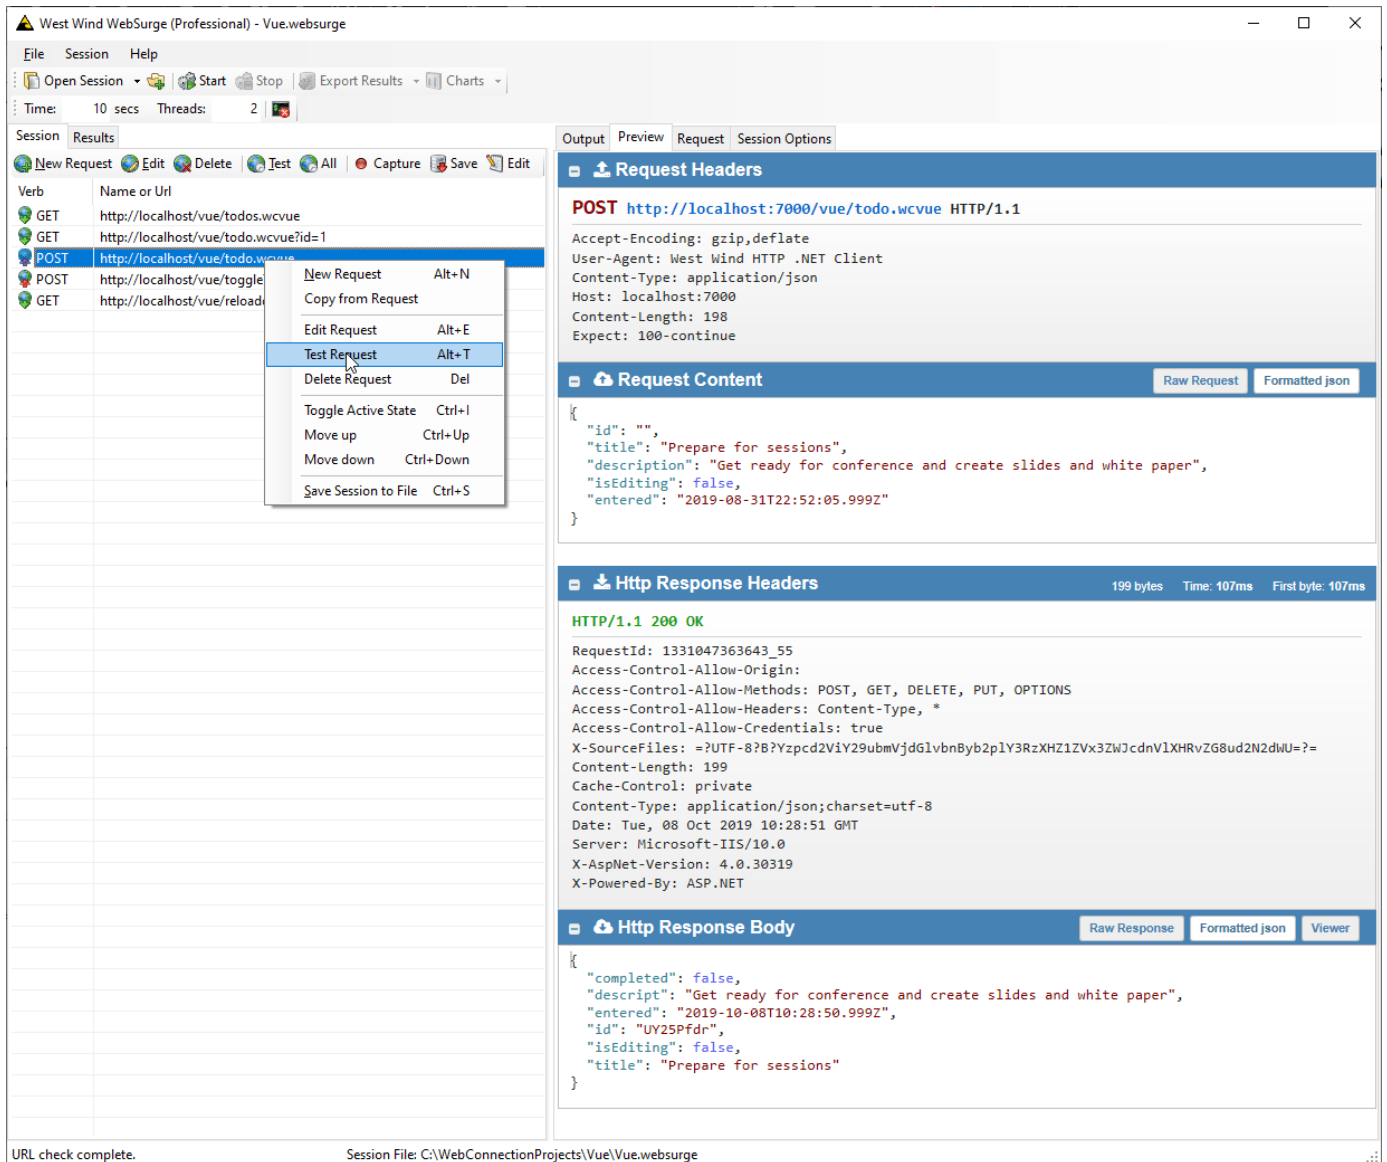 West Wind WebSurge (Professional) - Vue.websurge
File Session Help
Open Session Start Stop Export Results Charts
Time: 10 secs Threads: 2
Session Results
New Request Edit Delete Test All Capture Save Edit
Verb Name or Url
GET http://localhost/vue/todos.wcvue
GET http://localhost/vue/todo.wcvue?id=1
POST http://localhost/vue/todo.wcvue
POST http://localhost/vue/toggle
GET http://localhost/vue/reload
New Request Alt+N
Copy from Request
Edit Request Alt+E
Test Request Alt+T
Delete Request Del
Toggle Active State Ctrl+I
Move up Ctrl+Up
Move down Ctrl+Down
Save Session to File Ctrl+S
Output Preview Request Session Options
Request Headers
POST http://localhost:7000/vue/todo.wcvue HTTP/1.1
Accept-Encoding: gzip,deflate
User-Agent: West Wind HTTP .NET Client
Content-Type: application/json
Host: localhost:7000
Content-Length: 198
Expect: 100-continue
Request Content Raw Request Formatted json
{
"id": "",
"title": "Prepare for sessions",
"description": "Get ready for conference and create slides and white paper",
"isEditing": false,
"entered": "2019-08-31T22:52:05.999Z"
}
Http Response Headers 199 bytes Time: 107ms First byte: 107ms
HTTP/1.1 200 OK
RequestId: 1331047363643_55
Access-Control-Allow-Origin:
Access-Control-Allow-Methods: POST, GET, DELETE, PUT, OPTIONS
Access-Control-Allow-Headers: Content-Type, *
Access-Control-Allow-Credentials: true
X-SourceFiles: =?UTF-8?B?Yzpcd2ViY29ubmVjdGlvbnByb2plY3RzXHZ1ZVx3ZWJcdnVlXHRvZG8ud2N2dWU=?=
Content-Length: 199
Cache-Control: private
Content-Type: application/json;charset=utf-8
Date: Tue, 08 Oct 2019 10:28:51 GMT
Server: Microsoft-IIS/10.0
X-AspNet-Version: 4.0.30319
X-Powered-By: ASP.NET
Http Response Body Raw Response Formatted json Viewer
{
"completed": false,
"descript": "Get ready for conference and create slides and white paper",
"entered": "2019-10-08T10:28:50.999Z",
"id": "UY25Pfdr",
"isEditing": false,
"title": "Prepare for sessions"
}
URL check complete. Session File: C:\WebConnectionProjects\Vue\Vue.websurge